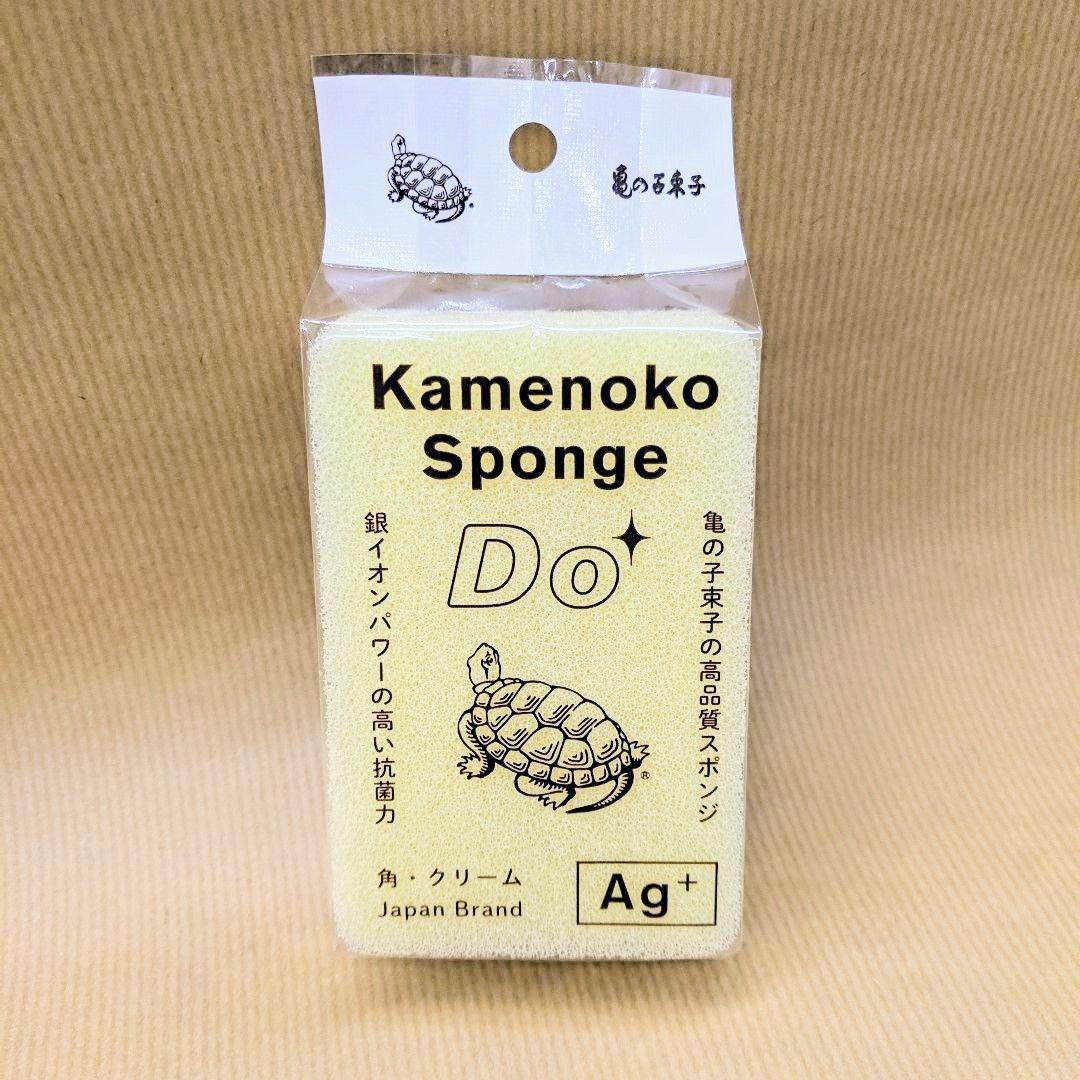 亀の子束子
Kamenoko
Sponge
Do
亀の子束子の高品質スポンジ
銀イオンパワーの高い抗菌力
®
角・クリーム
Japan Brand
Ag+